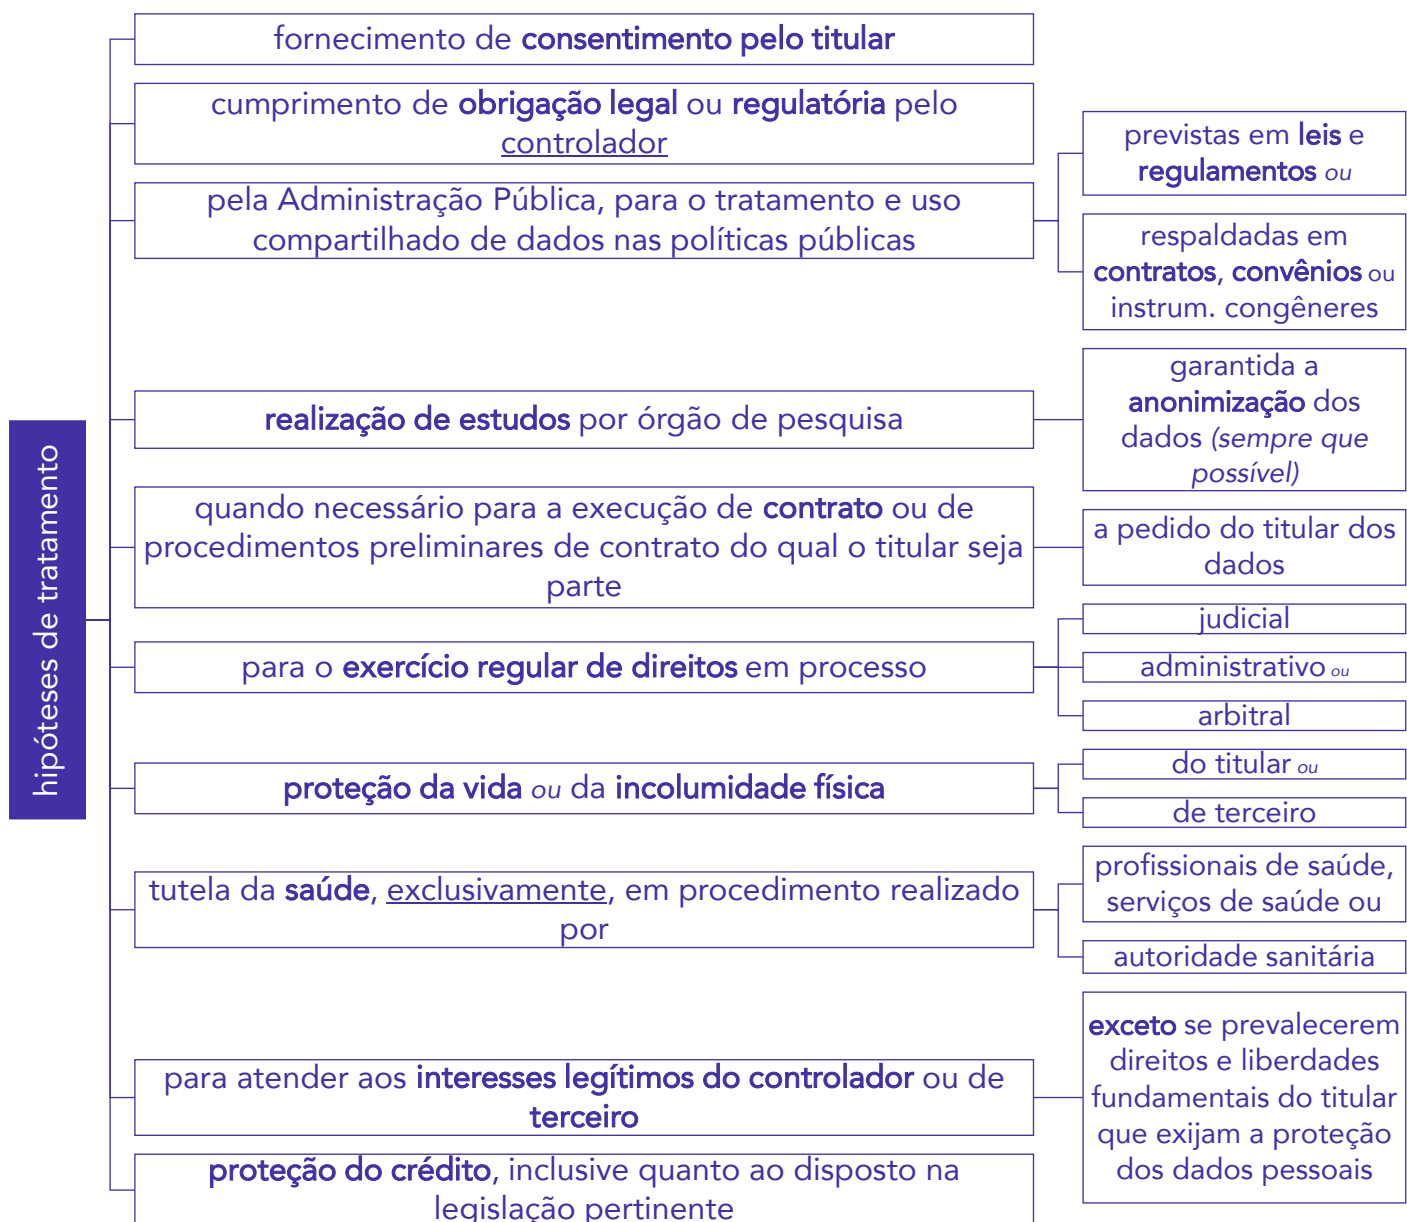 hipóteses de tratamento
fornecimento de consentimento pelo titular
cumprimento de obrigação legal ou regulatória pelo
controlador
pela Administração Pública, para o tratamento e uso
compartilhado de dados nas políticas públicas
previstas em leis e
regulamentos ou
respaldadas em
contratos, convênios ou
instrum. congêneres
realização de estudos por órgão de pesquisa
garantida a
anonimização dos
dados (sempre que
possível)
quando necessário para a execução de contrato ou de
procedimentos preliminares de contrato do qual o titular seja
parte
a pedido do titular dos
dados
para o exercício regular de direitos em processo
judicial
administrativo ou
arbitral
proteção da vida ou da incolumidade física
do titular ou
de terceiro
tutela da saúde, exclusivamente, em procedimento realizado
por
profissionais de saúde,
serviços de saúde ou
autoridade sanitária
para atender aos interesses legítimos do controlador ou de
terceiro
exceto se prevalecerem
direitos e liberdades
fundamentais do titular
que exijam a proteção
dos dados pessoais
proteção do crédito, inclusive quanto ao disposto na
legislação pertinente